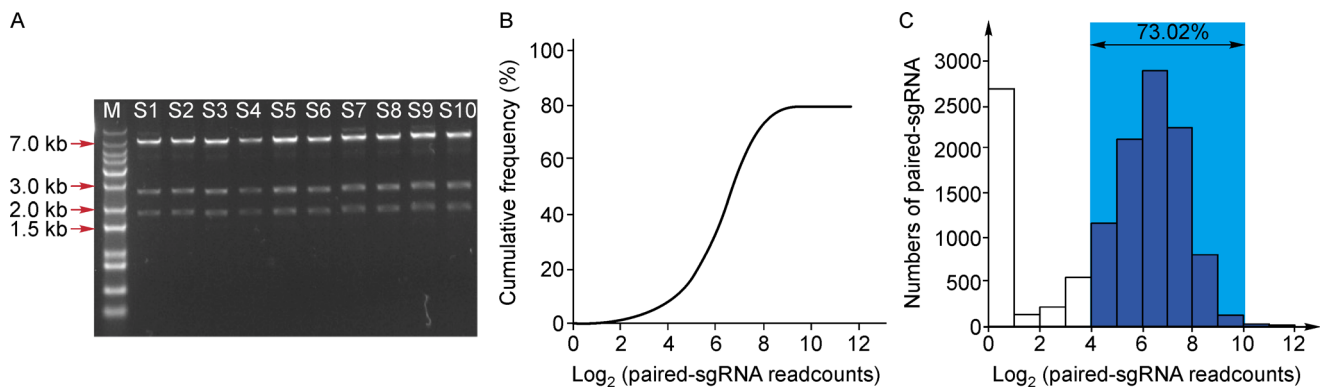 A
M S1 S2 S3 S4 S5 S6 S7 S8 S9 S10
7.0 kb
3.0 kb
2.0 kb
1.5 kb
B
Cumulative frequency (%)
100
80
60
40
20
0
0 2 4 6 8 10 12
Log₂ (paired-sgRNA readcounts)
C
73.02%
Numbers of paired-sgRNA
3000
2500
2000
1500
1000
500
0
0 2 4 6 8 10 12
Log₂ (paired-sgRNA readcounts)